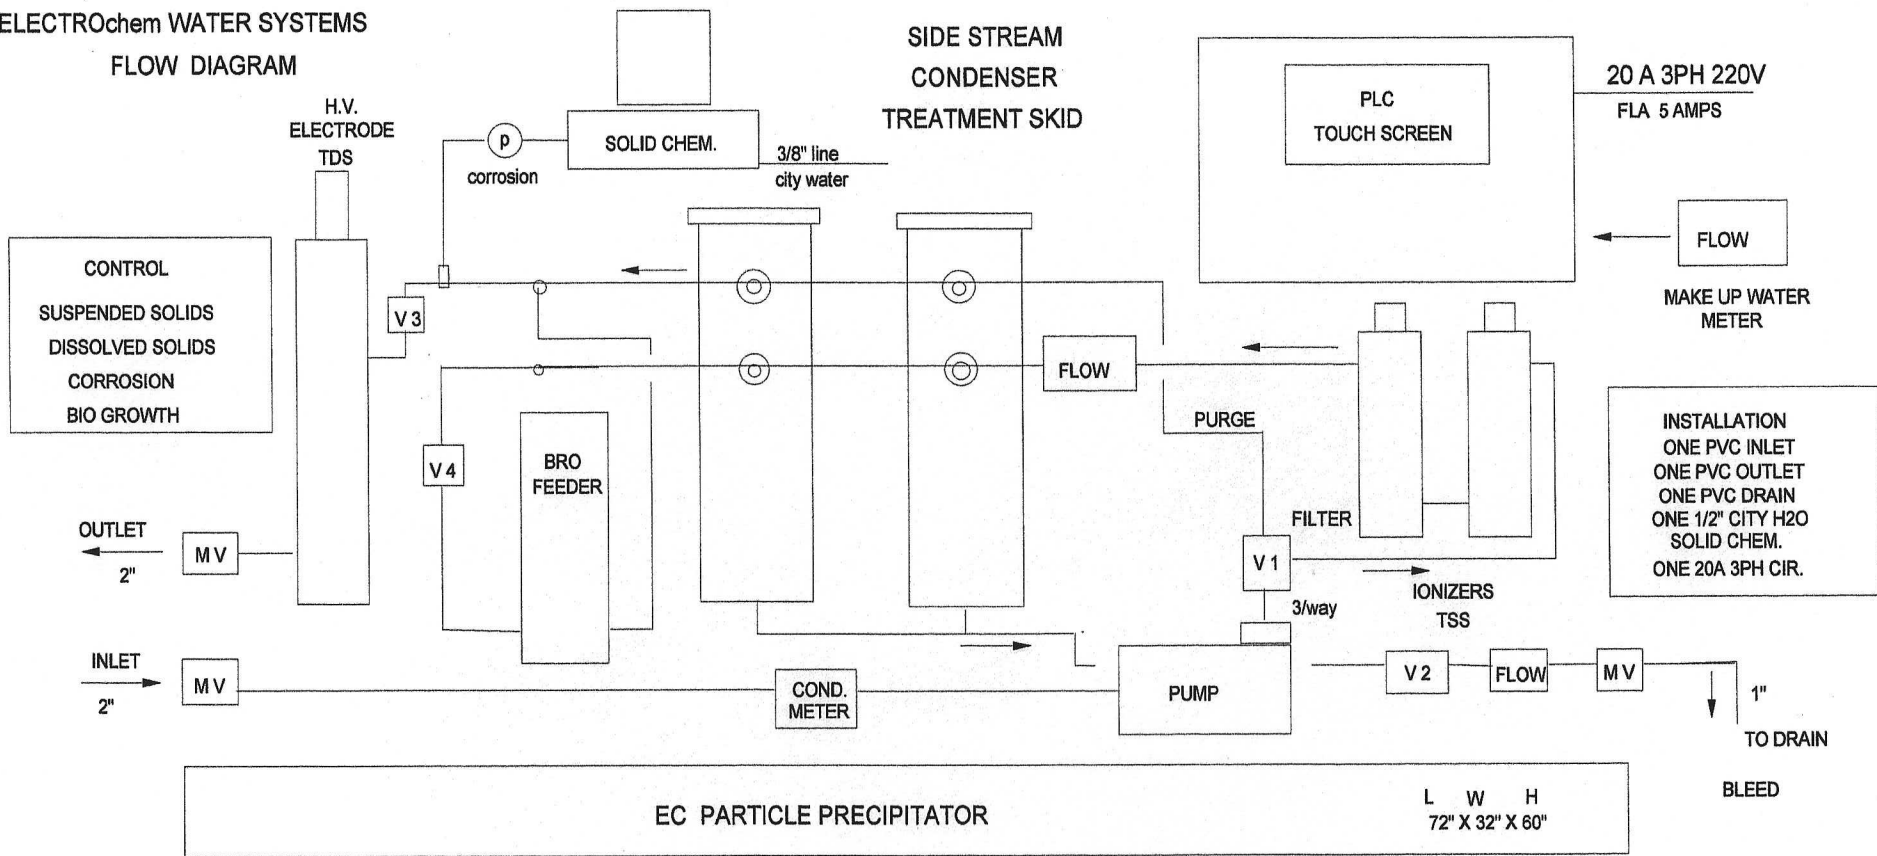 ELECTROchem WATER SYSTEMS
FLOW DIAGRAM
SIDE STREAM
CONDENSER
TREATMENT SKID
H.V.
ELECTRODE
TDS
p
corrosion
SOLID CHEM.
3/8" line
city water
PLC
TOUCH SCREEN
20 A 3PH 220V
FLA 5 AMPS
FLOW
MAKE UP WATER
METER
CONTROL
SUSPENDED SOLIDS
DISSOLVED SOLIDS
CORROSION
BIO GROWTH
V 3
V 4
BRO
FEEDER
FLOW
PURGE
FILTER
V 1
3/way
IONIZERS
TSS
INSTALLATION
ONE PVC INLET
ONE PVC OUTLET
ONE PVC DRAIN
ONE 1/2" CITY H2O
SOLID CHEM.
ONE 20A 3PH CIR.
OUTLET
2"
M V
INLET
2"
M V
COND.
METER
PUMP
V 2
FLOW
M V
1"
TO DRAIN
BLEED
EC PARTICLE PRECIPITATOR
L W H
72" X 32" X 60"